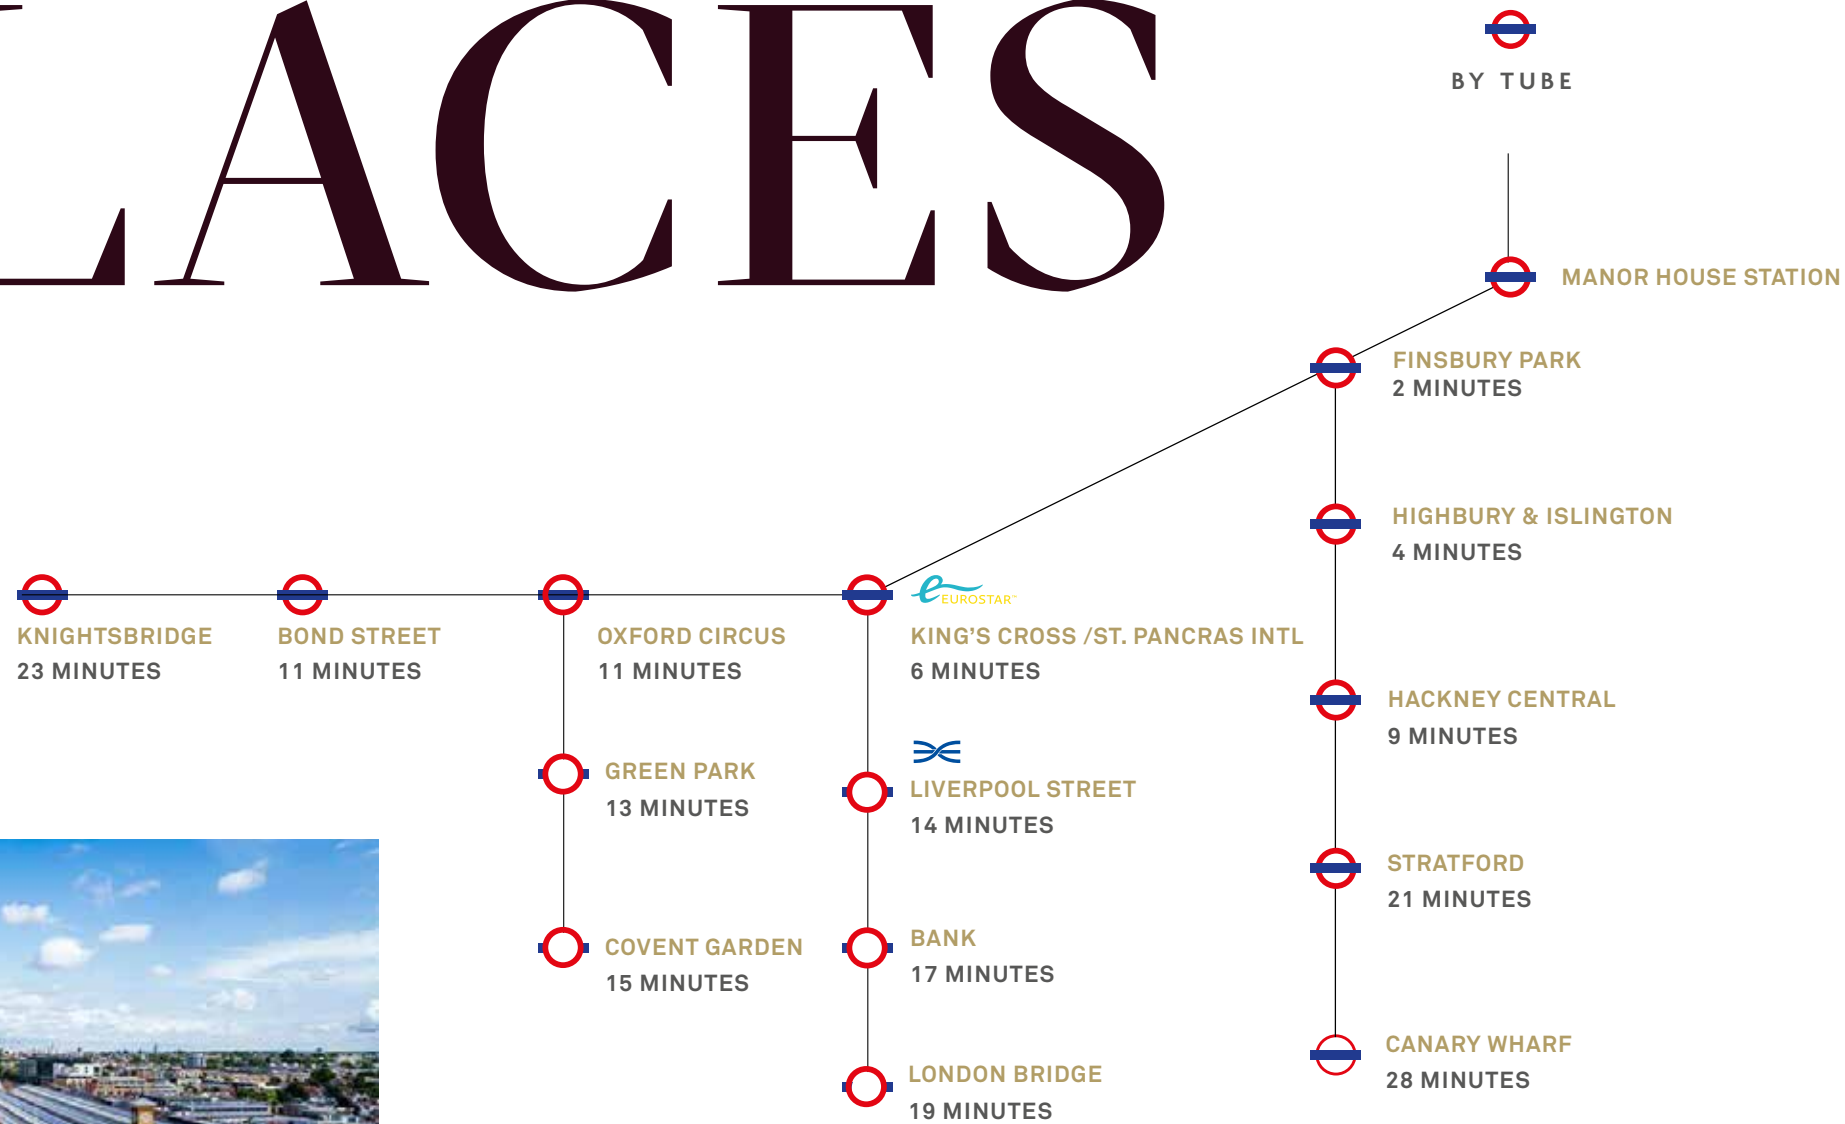 LACES
BY TUBE
MANOR HOUSE STATION
FINSBURY PARK
2 MINUTES
HIGHBURY & ISLINGTON
4 MINUTES
EUROSTAR™
KNIGHTSBRIDGE
23 MINUTES
BOND STREET
11 MINUTES
OXFORD CIRCUS
11 MINUTES
KING’S CROSS /ST. PANCRAS INTL
6 MINUTES
HACKNEY CENTRAL
9 MINUTES
GREEN PARK
13 MINUTES
LIVERPOOL STREET
14 MINUTES
STRATFORD
21 MINUTES
COVENT GARDEN
15 MINUTES
BANK
17 MINUTES
CANARY WHARF
28 MINUTES
LONDON BRIDGE
19 MINUTES